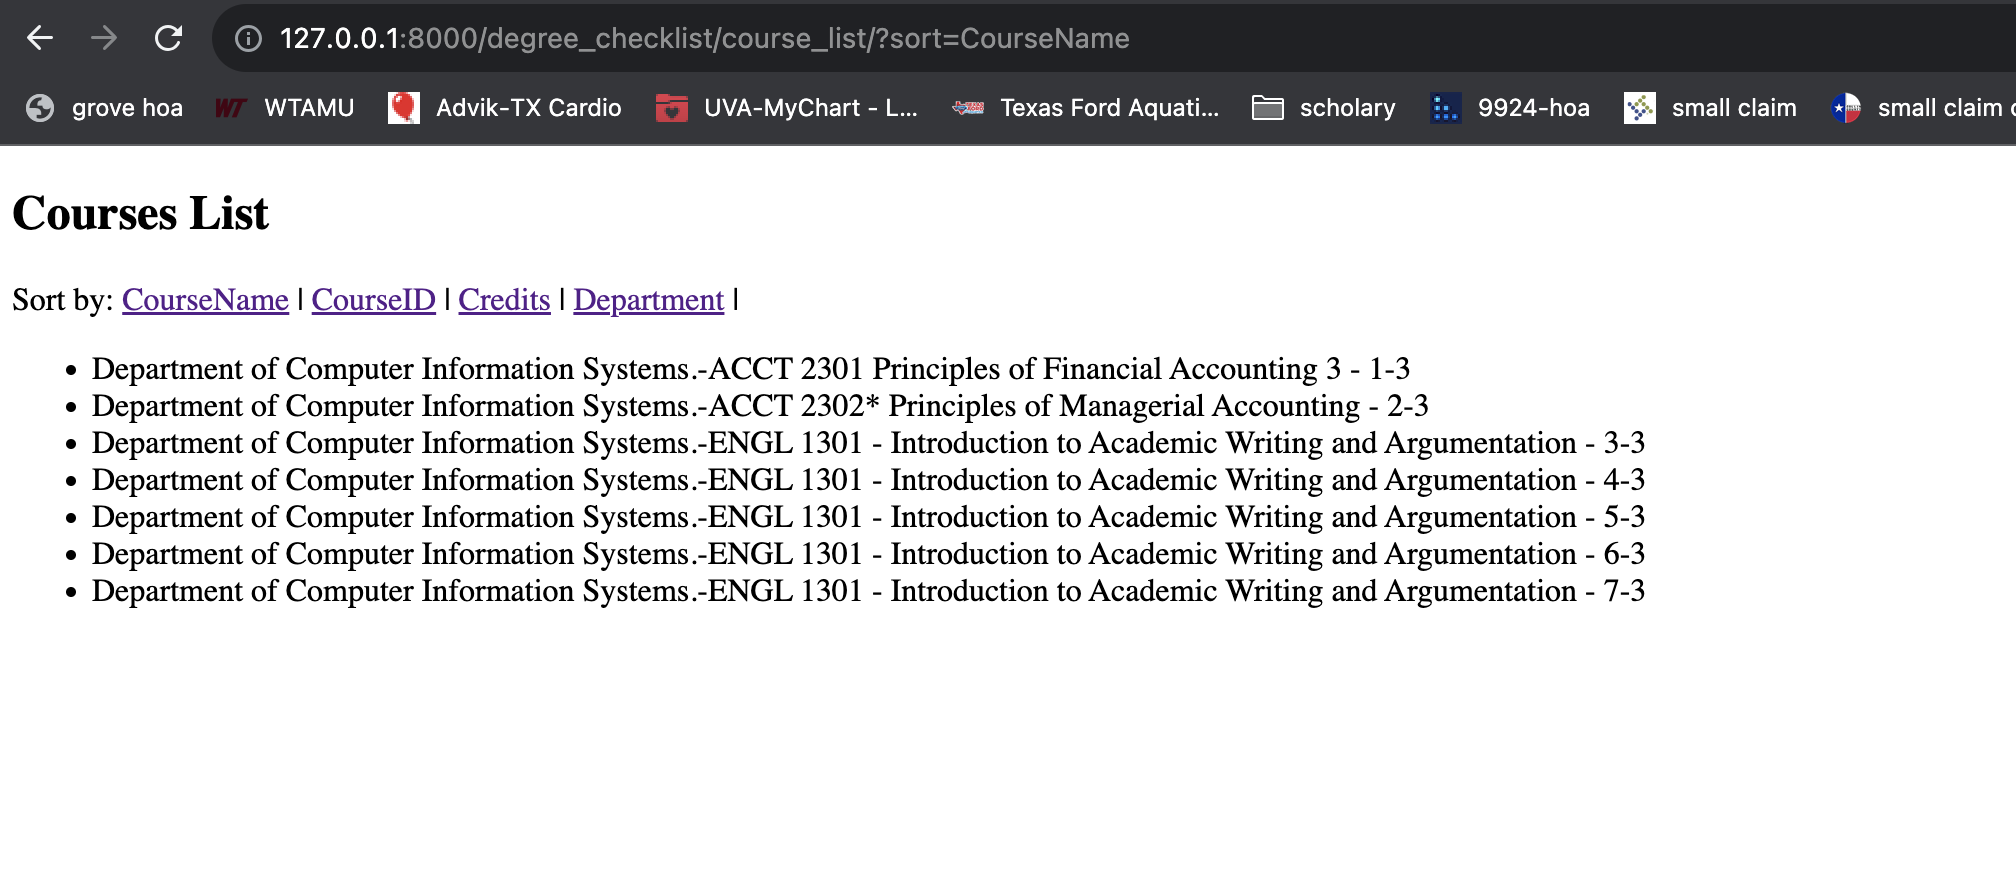 127.0.0.1:8000/degree_checklist/course_list/?sort=CourseName
grove hoa WT WTAMU Advik-TX Cardio UVA-MyChart - L... Texas Ford Aquati... scholary 9924-hoa small claim small claim c
Courses List
Sort by: CourseName | CourseID | Credits | Department |
• Department of Computer Information Systems.-ACCT 2301 Principles of Financial Accounting 3 - 1-3
• Department of Computer Information Systems.-ACCT 2302* Principles of Managerial Accounting - 2-3
• Department of Computer Information Systems.-ENGL 1301 - Introduction to Academic Writing and Argumentation - 3-3
• Department of Computer Information Systems.-ENGL 1301 - Introduction to Academic Writing and Argumentation - 4-3
• Department of Computer Information Systems.-ENGL 1301 - Introduction to Academic Writing and Argumentation - 5-3
• Department of Computer Information Systems.-ENGL 1301 - Introduction to Academic Writing and Argumentation - 6-3
• Department of Computer Information Systems.-ENGL 1301 - Introduction to Academic Writing and Argumentation - 7-3